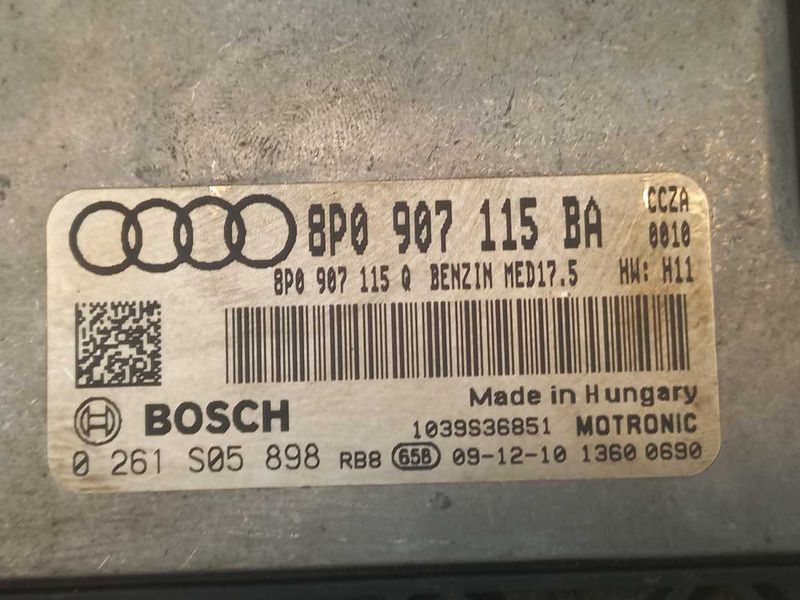 8P0 907 115 BA CCZA
0010
8P0 907 115 Q BENZIN MED17.5 HW: H11
Made in Hungary
BOSCH 1039S36851 MOTRONIC
0 261 S05 898 RB8 658 09-12-10 1360 0690